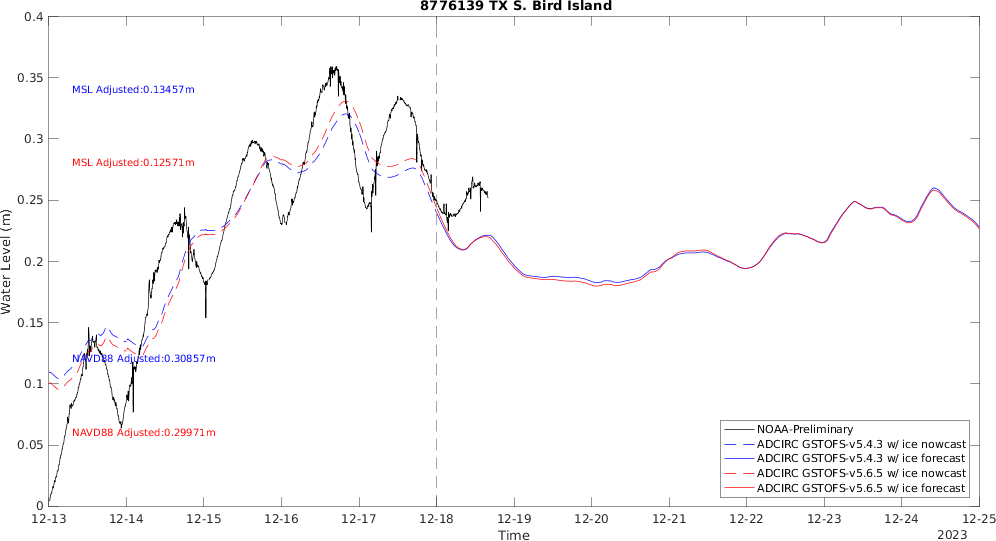 8776139 TX S. Bird Island
0.4
0.35
0.3
0.25
0.2
0.15
0.1
0.05
0
Water Level (m)
MSL Adjusted:0.13457m
MSL Adjusted:0.12571m
NAVD88 Adjusted:0.30857m
NAVD88 Adjusted:0.29971m
NOAA-Preliminary
ADCIRC GSTOFS-v5.4.3 w/ ice nowcast
ADCIRC GSTOFS-v5.4.3 w/ ice forecast
ADCIRC GSTOFS-v5.6.5 w/ ice nowcast
ADCIRC GSTOFS-v5.6.5 w/ ice forecast
12-13 12-14 12-15 12-16 12-17 12-18 12-19 12-20 12-21 12-22 12-23 12-24 12-25
Time
2023